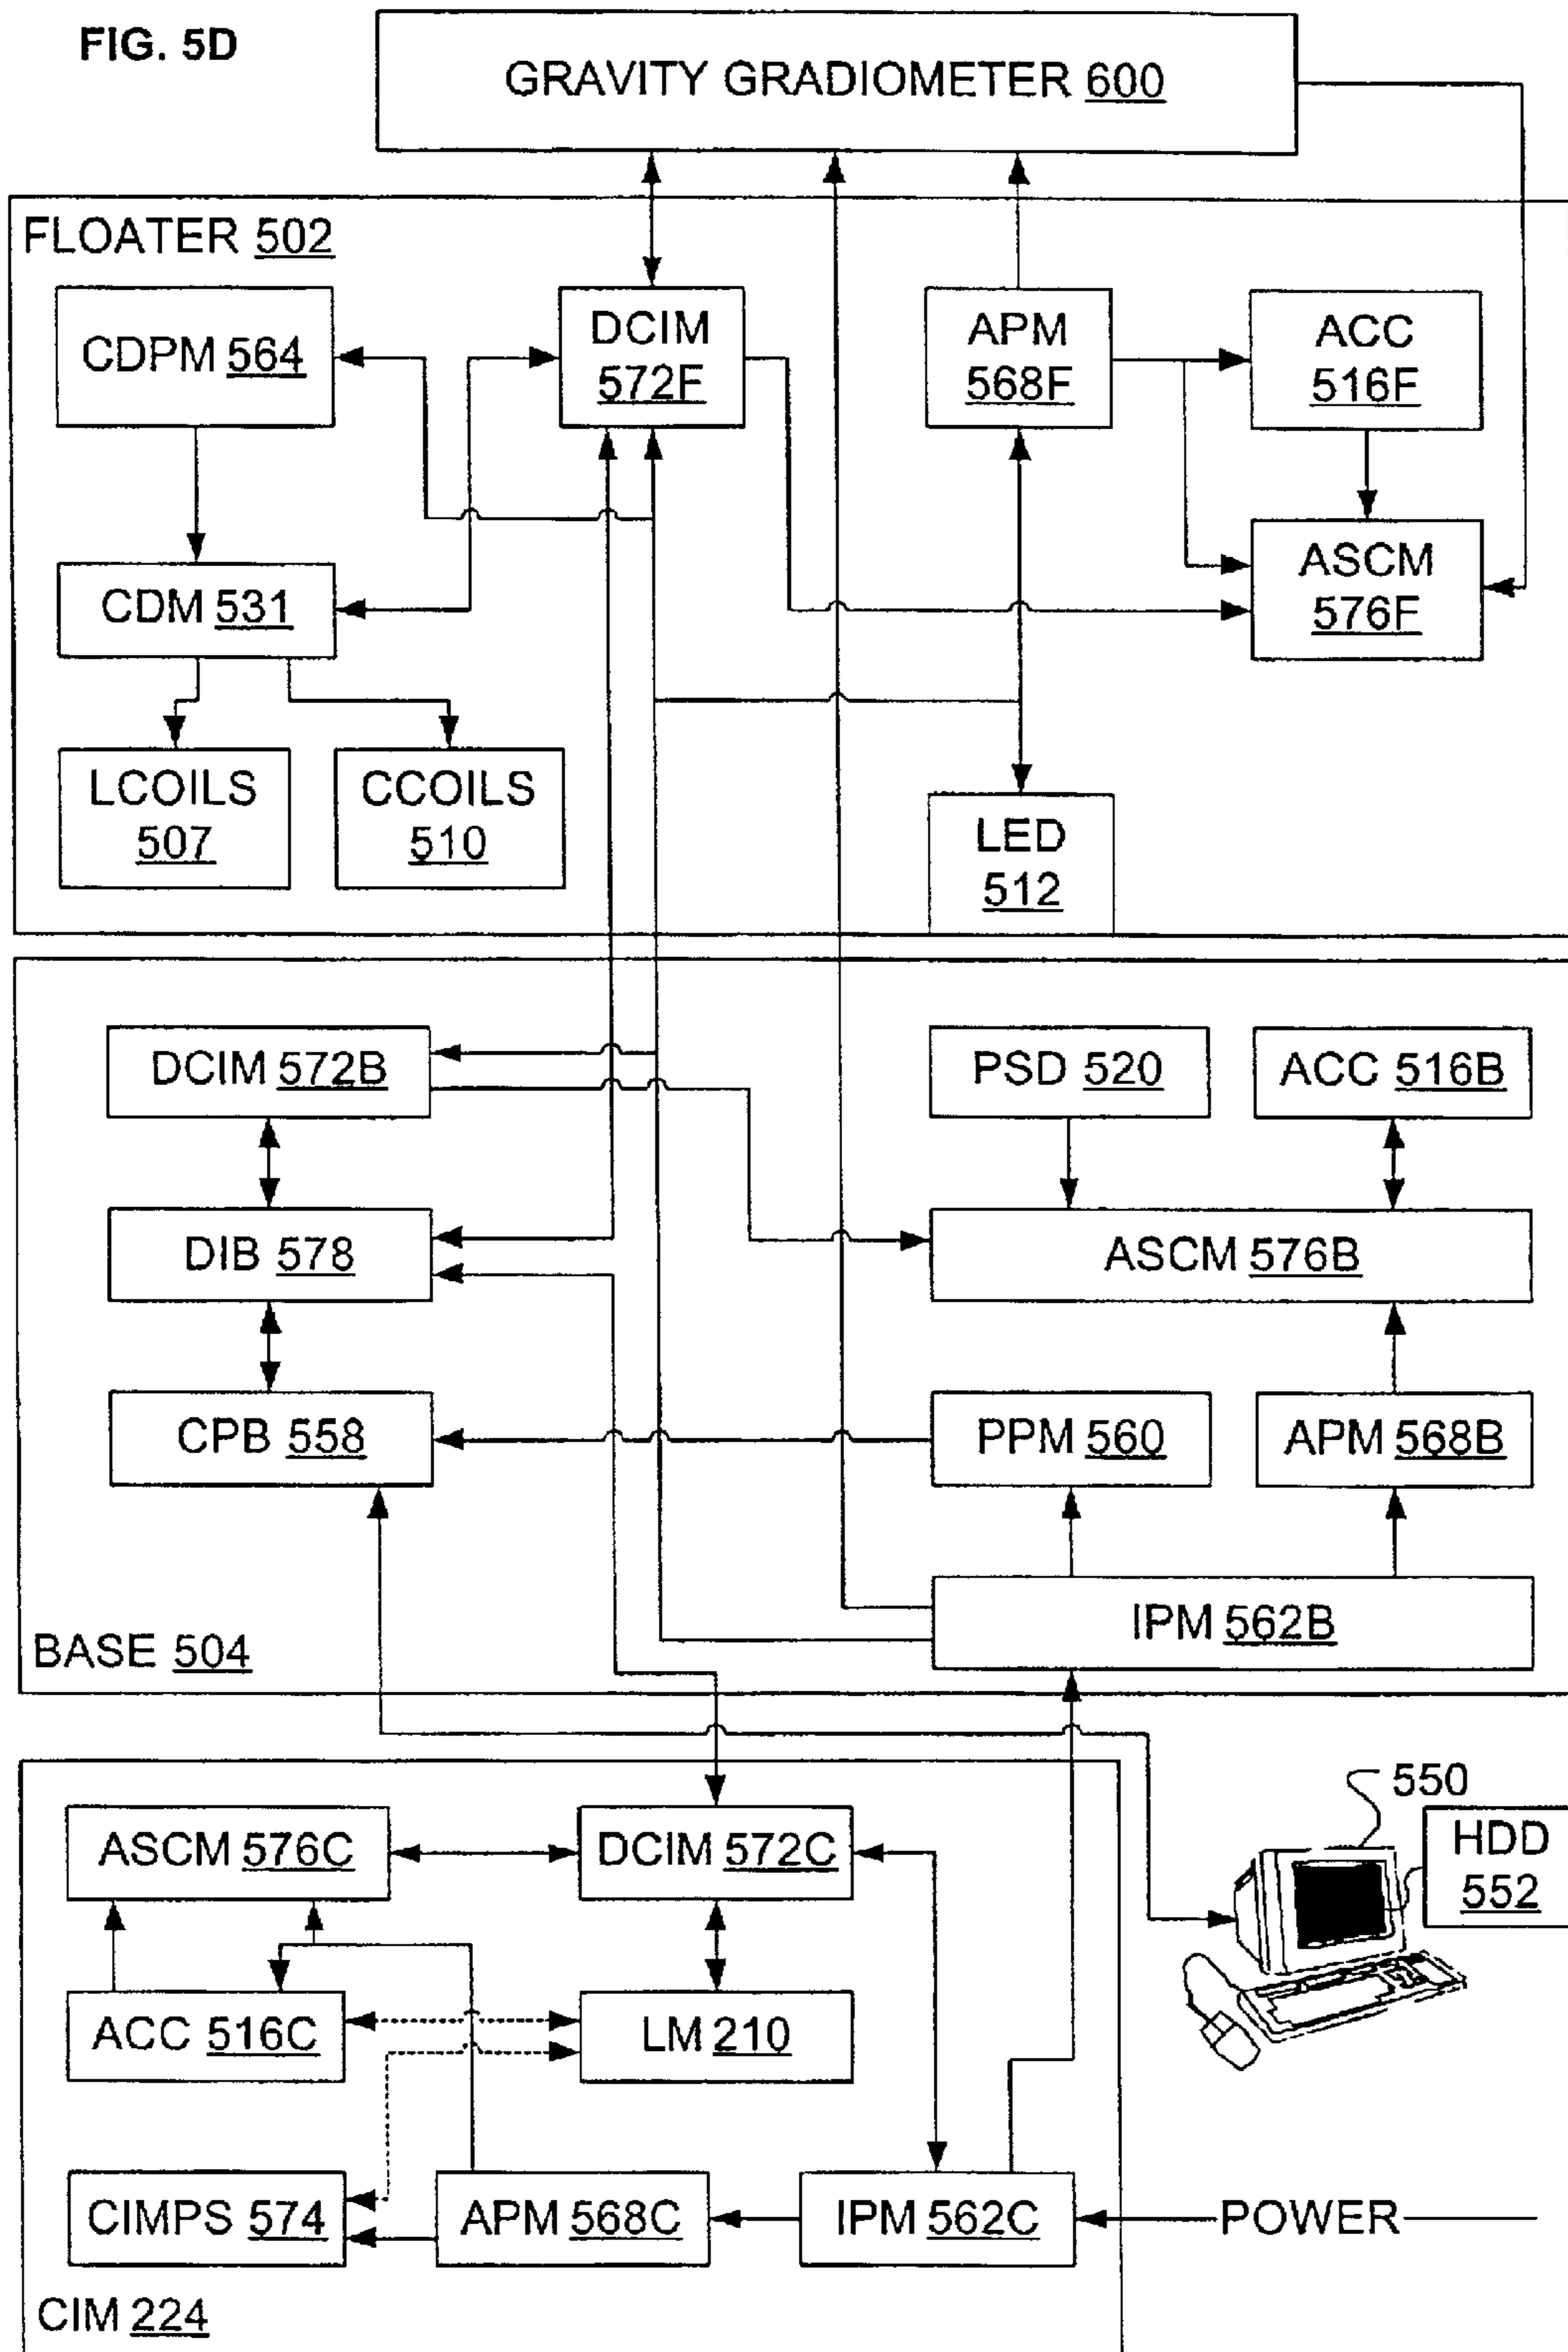 FIG. 5D
GRAVITY GRADIOMETER 600
FLOATER 502
CDPM 564
DCIM
572F
APM
568F
ACC
516F
CDM 531
ASCM
576F
LCOILS
507
CCOILS
510
LED
512
DCIM 572B
PSD 520
ACC 516B
DIB 578
ASCM 576B
CPB 558
PPM 560
APM 568B
IPM 562B
BASE 504
550
ASCM 576C
DCIM 572C
HDD
552
ACC 516C
LM 210
CIMPS 574
APM 568C
IPM 562C
POWER
CIM 224